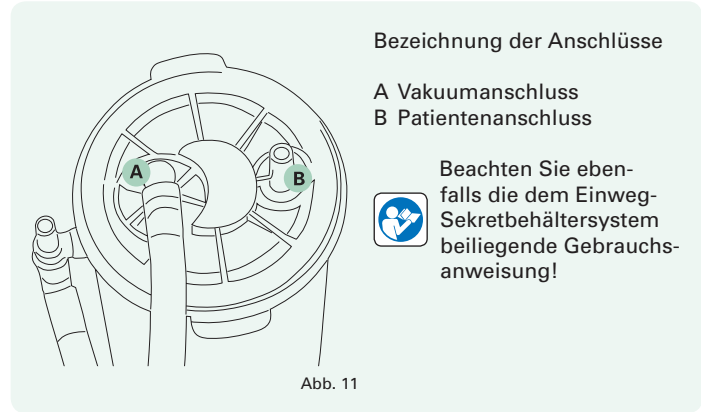 Bezeichnung der Anschlüsse
A Vakuumanschluss
B Patientenanschluss
A
B
Beachten Sie eben-
falls die dem Einweg-
Sekretbehältersystem
beiliegende Gebrauchs-
anweisung!
Abb. 11